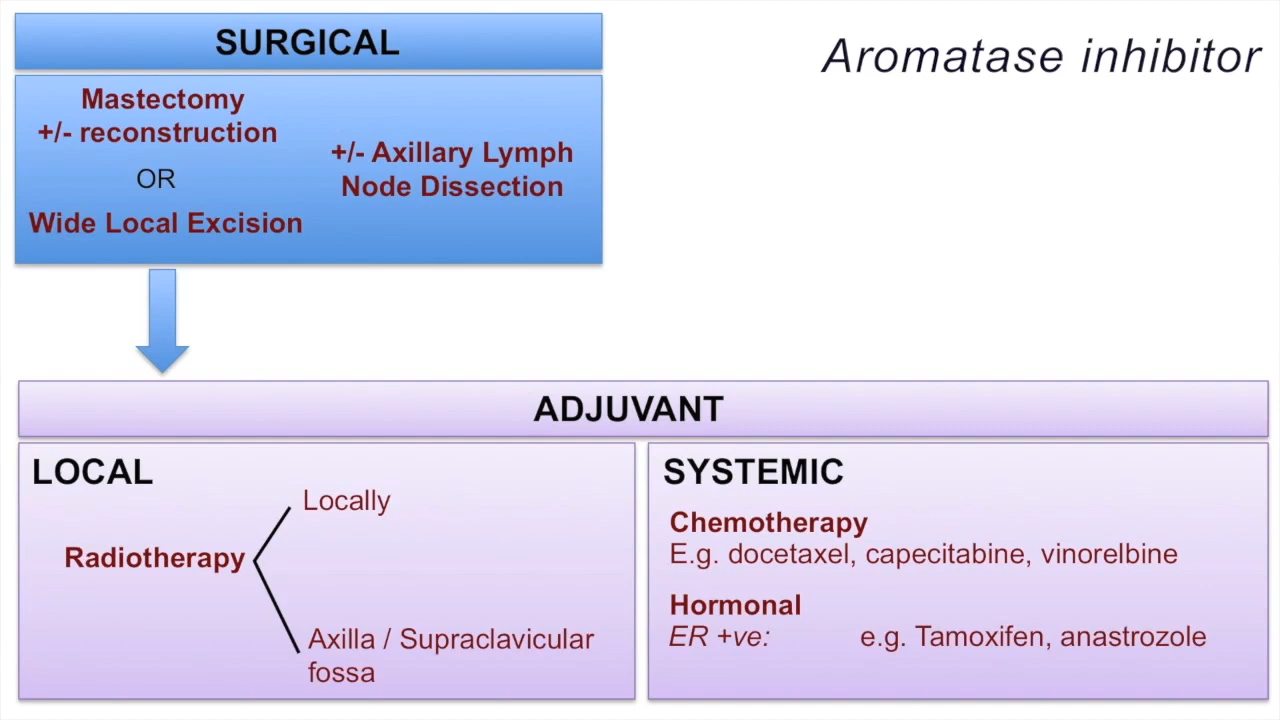 SURGICAL
Aromatase inhibitor
Mastectomy
+/- reconstruction
OR
Wide Local Excision
+/- Axillary Lymph
Node Dissection
ADJUVANT
LOCAL
Radiotherapy
Locally
Axilla / Supraclavicular
fossa
SYSTEMIC
Chemotherapy
E.g. docetaxel, capecitabine, vinorelbine
Hormonal
ER +ve: e.g. Tamoxifen, anastrozole